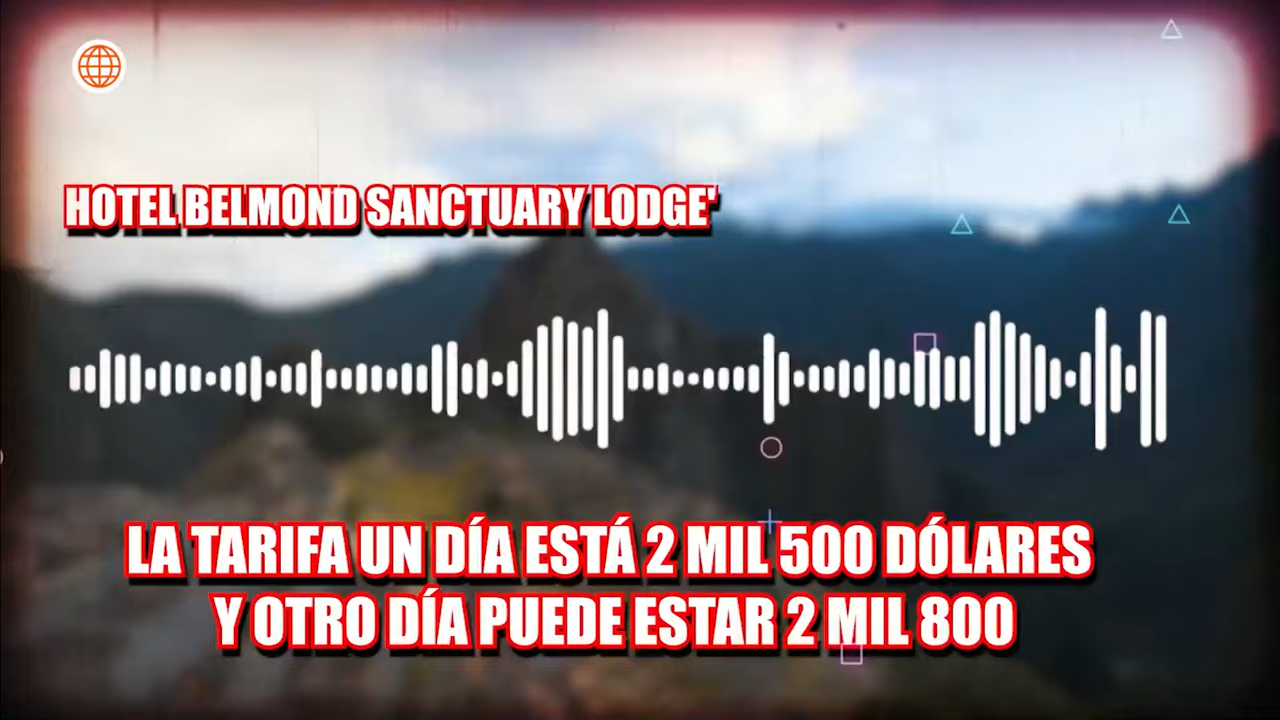 HOTEL BELMOND SANCTUARY LODGE'
LA TARIFA UN DÍA ESTÁ 2 MIL 500 DÓLARES
Y OTRO DÍA PUEDE ESTAR 2 MIL 800